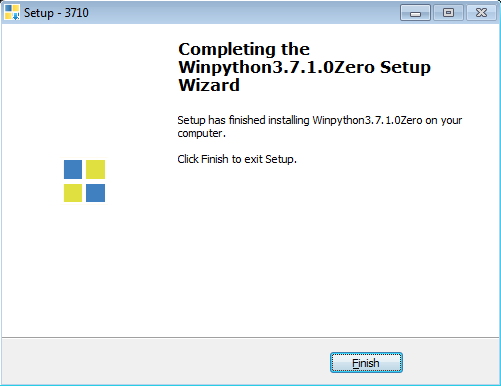 Setup - 3710
Completing the
Winpython3.7.1.0Zero Setup
Wizard
Setup has finished installing Winpython3.7.1.0Zero on your
computer.
Click Finish to exit Setup.
Finish